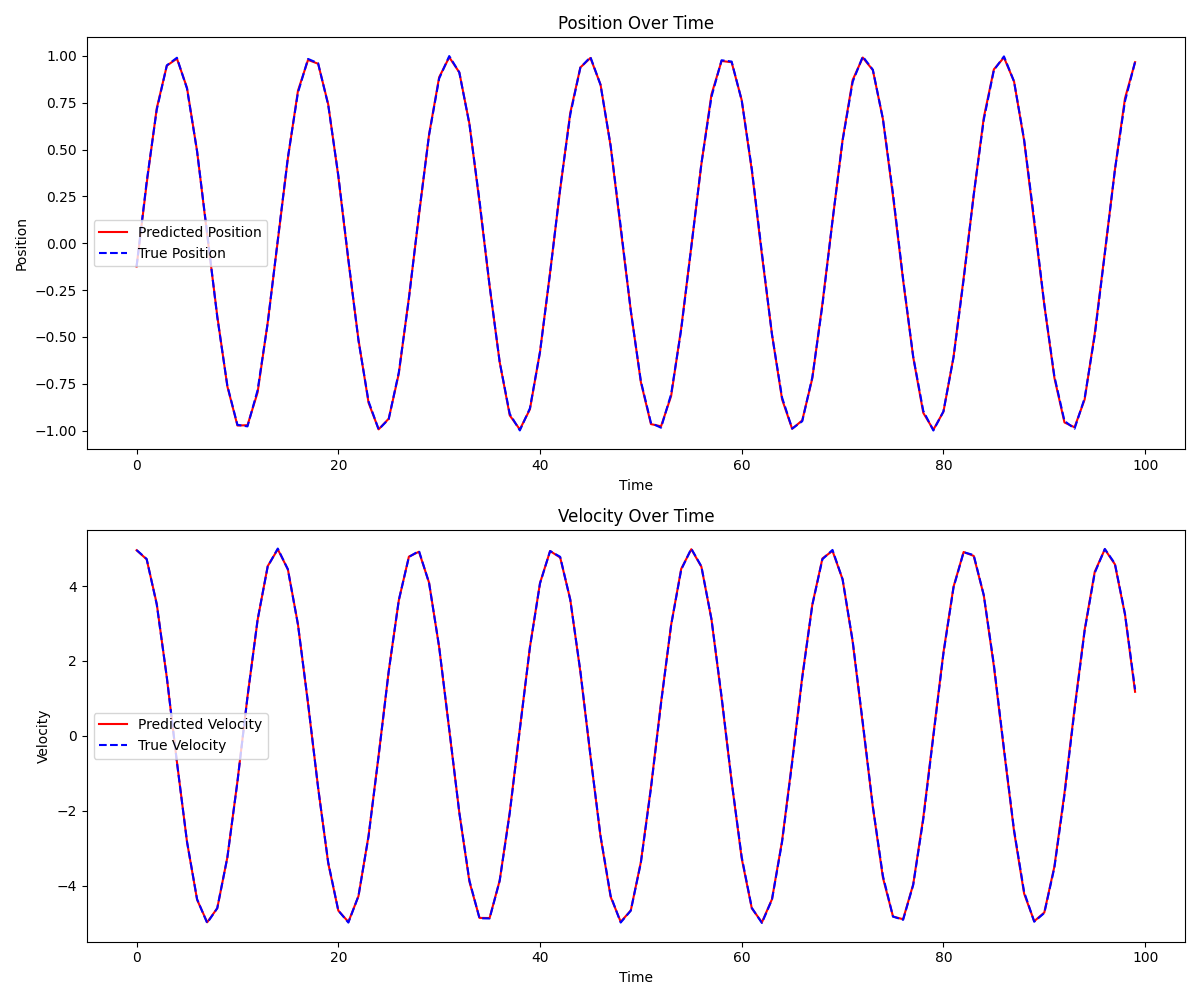 Position Over Time
1.00
0.75
0.50
0.25
0.00
−0.25
−0.50
−0.75
−1.00
Position
Predicted Position
True Position
0 20 40 60 80 100
Time
Velocity Over Time
4
2
0
−2
−4
Velocity
Predicted Velocity
True Velocity
0 20 40 60 80 100
Time